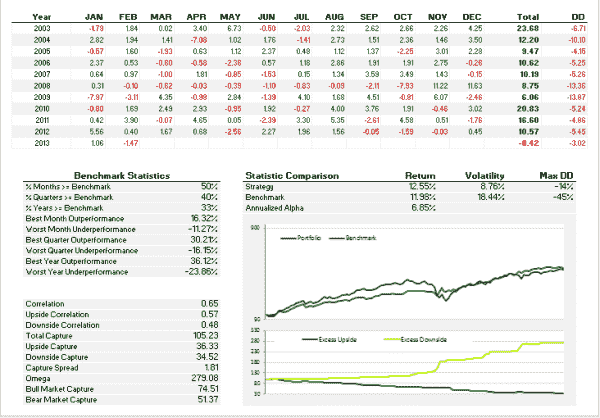 Year JAN FEB MAR APR MAY JUN JUL AUG SEP OCT NOV DEC Total DD
2003 -4.79 1.84 0.02 3.40 6.73 -0.50 -2.03 2.32 2.62 2.66 2.26 4.25 23.68 -6.71
2004 2.82 1.94 1.41 -7.08 1.02 1.76 -1.41 2.73 1.51 2.36 1.46 3.50 12.20 -10.10
2005 -0.57 1.60 -1.93 0.63 1.12 2.37 0.48 1.12 1.37 -2.25 3.01 2.28 9.47 -4.15
2006 2.37 0.53 -0.80 -0.58 -2.38 0.57 1.18 2.86 1.91 1.91 2.75 -0.26 10.62 -5.25
2007 0.64 0.97 -1.00 1.81 -0.85 -1.53 0.15 1.34 3.59 3.49 1.43 -0.15 10.19 -5.26
2008 0.31 -0.10 -0.62 -0.39 -1.10 -0.83 -0.09 -2.11 -7.93 11.22 11.63 8.75 -13.36
2009 -7.97 -3.11 4.35 -0.98 2.84 -1.39 4.10 1.68 4.51 -0.81 6.07 -2.46 6.06 -13.87
2010 -0.80 1.69 2.49 2.93 -0.95 1.92 -0.27 4.00 3.76 1.91 -0.46 3.02 20.83 -5.24
2011 0.42 3.90 -0.07 4.65 0.05 -2.39 3.30 5.35 -2.61 4.58 0.51 -1.76 16.60 -4.86
2012 5.56 0.40 1.67 0.68 -2.56 2.27 1.96 1.56 -0.05 -1.59 -0.03 0.45 10.57 -5.45
2013 1.06 -1.47 -0.42 -3.02
Benchmark Statistics
% Months >= Benchmark 50%
% Quarters >= Benchmark 40%
% Years >= Benchmark 33%
Best Month Outperformance 16.32%
Worst Month Underperformance -11.27%
Best Quarter Outperformance 30.21%
Worst Quarter Underperformance -16.15%
Best Year Outperformance 36.12%
Worst Year Underperformance -23.86%
Correlation 0.65
Upside Correlation 0.57
Downside Correlation 0.48
Total Capture 105.23
Upside Capture 36.33
Downside Capture 34.52
Capture Spread 1.81
Omega 279.08
Bull Market Capture 74.51
Bear Market Capture 51.37
Statistic Comparison Return Volatility Max DD
Strategy 12.55% 8.76% -14%
Benchmark 11.98% 18.44% -45%
Annualized Alpha 6.85%
Portfolio Benchmark
Excess Upside Excess Downside